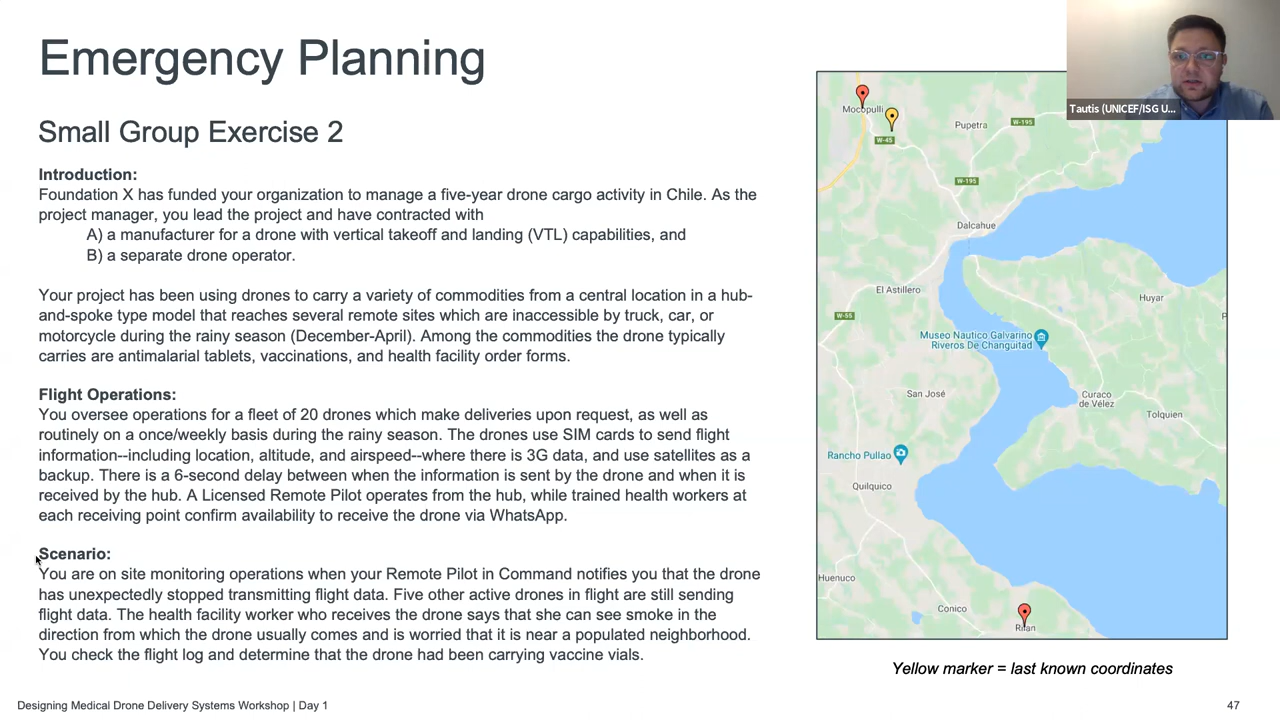 Emergency Planning
Small Group Exercise 2
Introduction:
Foundation X has funded your organization to manage a five-year drone cargo activity in Chile. As the
project manager, you lead the project and have contracted with
A) a manufacturer for a drone with vertical takeoff and landing (VTL) capabilities, and
B) a separate drone operator.
Your project has been using drones to carry a variety of commodities from a central location in a hub-
and-spoke type model that reaches several remote sites which are inaccessible by truck, car, or
motorcycle during the rainy season (December-April). Among the commodities the drone typically
carries are antimalarial tablets, vaccinations, and health facility order forms.
Flight Operations:
You oversee operations for a fleet of 20 drones which make deliveries upon request, as well as
routinely on a once/weekly basis during the rainy season. The drones use SIM cards to send flight
information--including location, altitude, and airspeed--where there is 3G data, and use satellites as a
backup. There is a 6-second delay between when the information is sent by the drone and when it is
received by the hub. A Licensed Remote Pilot operates from the hub, while trained health workers at
each receiving point confirm availability to receive the drone via WhatsApp.
Scenario:
You are on site monitoring operations when your Remote Pilot in Command notifies you that the drone
has unexpectedly stopped transmitting flight data. Five other active drones in flight are still sending
flight data. The health facility worker who receives the drone says that she can see smoke in the
direction from which the drone usually comes and is worried that it is near a populated neighborhood.
You check the flight log and determine that the drone had been carrying vaccine vials.
Tautis (UNICEF/ISG U...
Mocopulli
W-45
Pupetra
W-195
W-195
Dalcahue
El Astillero
Huyar
W-55
Museo Nautico Galvarino
Riveros De Changuitad
San José
Curaco
de Vélez
Tolquien
Rancho Pullao
Quilquico
Huenuco
Conico
Rilan
Yellow marker = last known coordinates
Designing Medical Drone Delivery Systems Workshop | Day 1
47